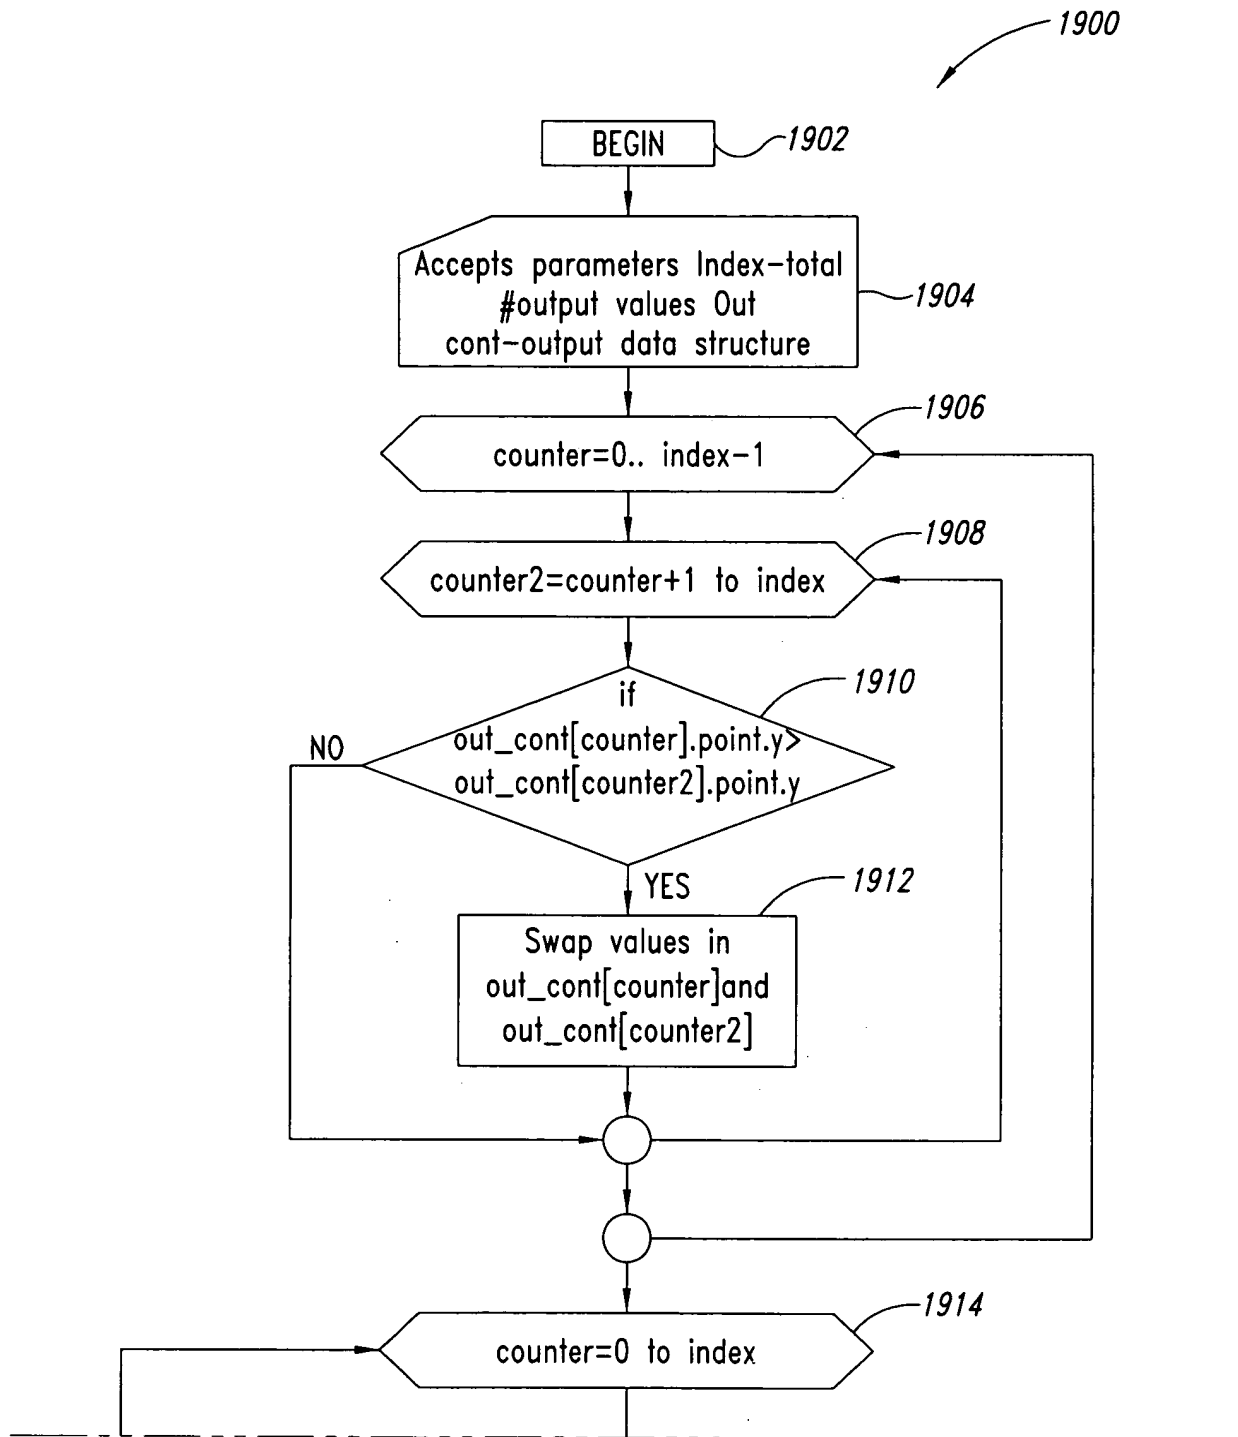 1900
BEGIN
1902
Accepts parameters Index-total
#output values Out
cont-output data structure
1904
counter=0.. index-1
1906
counter2=counter+1 to index
1908
if
out_cont[counter].point.y>
out_cont[counter2].point.y
1910
NO
YES
Swap values in
out_cont[counter]and
out_cont[counter2]
1912
counter=0 to index
1914